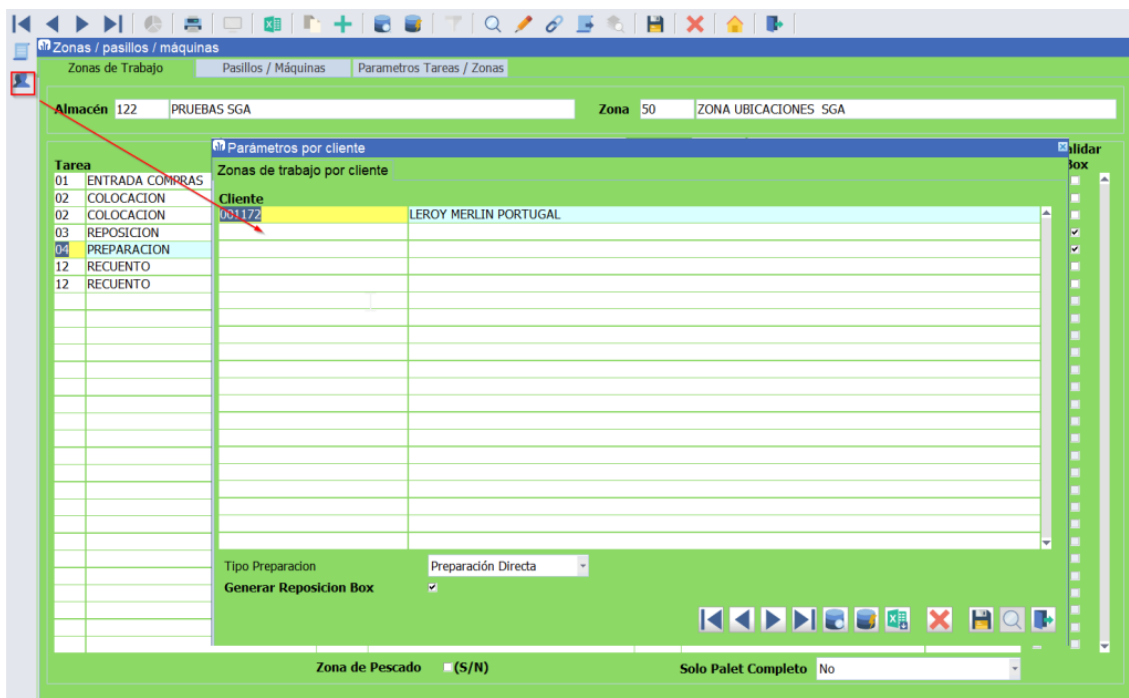 Zonas / pasillos / máquinas
Zonas de Trabajo Pasillos / Máquinas Parametros Tareas / Zonas
Almacén 122 PRUEBAS SGA Zona 50 ZONA UBICACIONES SGA
Parámetros por cliente
alidar
Box
Zonas de trabajo por cliente
Tarea
01 ENTRADA COMPRAS
02 COLOCACION
02 COLOCACION
03 REPOSICION
04 PREPARACION
12 RECUENTO
12 RECUENTO
Cliente
001172 LEROY MERLIN PORTUGAL
Tipo Preparacion Preparación Directa
Generar Reposicion Box
Zona de Pescado (S/N) Solo Palet Completo No